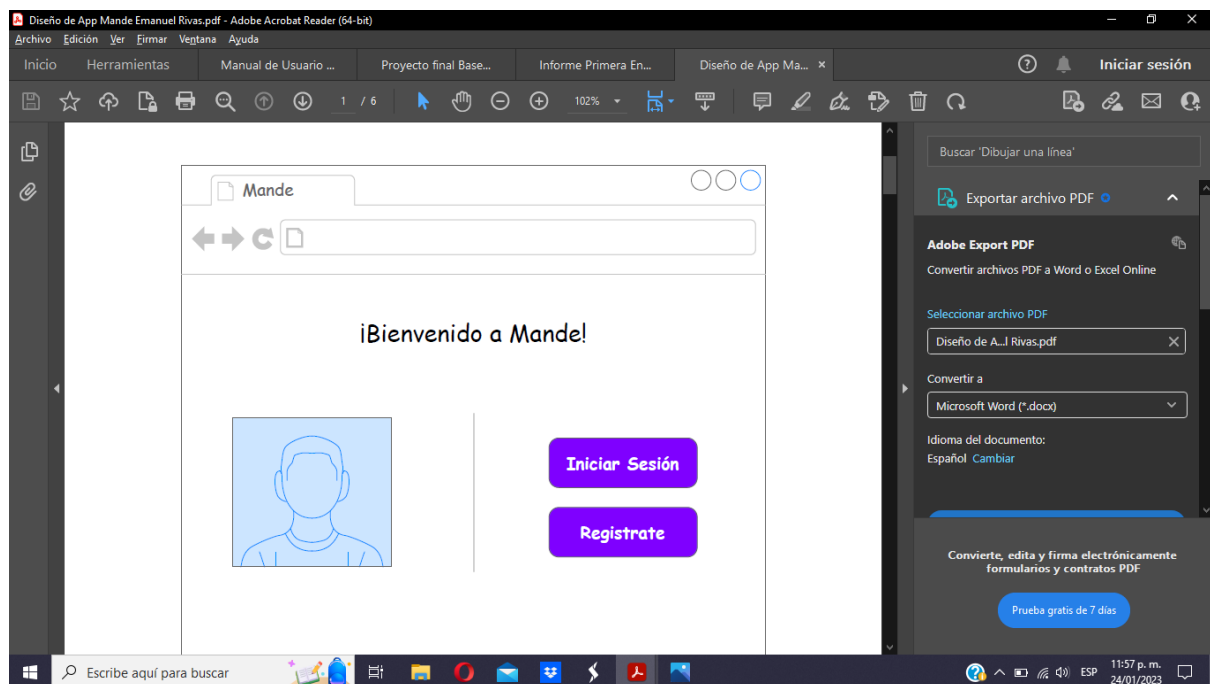 Diseño de App Mande Emanuel Rivas.pdf - Adobe Acrobat Reader (64-bit)
Archivo Edición Ver Firmar Ventana Ayuda
Inicio Herramientas Manual de Usuario ... Proyecto final Base... Informe Primera En... Diseño de App Ma... × Iniciar sesión
1 / 6 102%
Buscar 'Dibujar una línea'
Exportar archivo PDF
Adobe Export PDF
Convertir archivos PDF a Word o Excel Online
Seleccionar archivo PDF
Diseño de A...l Rivas.pdf
Convertir a
Microsoft Word (*.docx)
Idioma del documento:
Español Cambiar
Convierte, edita y firma electrónicamente
formularios y contratos PDF
Prueba gratis de 7 días
Mande
¡Bienvenido a Mande!
Iniciar Sesión
Registrate
Escribe aquí para buscar
ESP
11:57 p. m.
24/01/2023